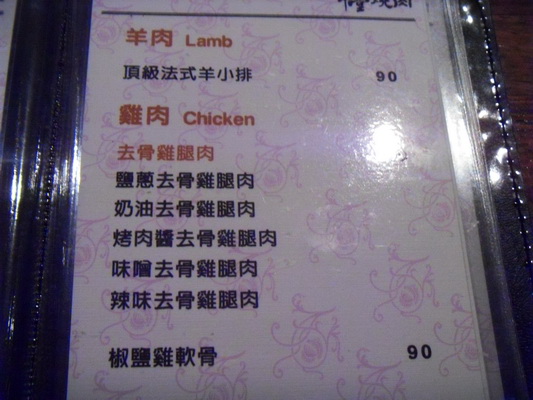 燒肉
羊肉 Lamb
頂級法式羊小排 90
雞肉 Chicken
去骨雞腿肉
鹽蔥去骨雞腿肉
奶油去骨雞腿肉
烤肉醬去骨雞腿肉
味噌去骨雞腿肉
辣味去骨雞腿肉
椒鹽雞軟骨 90